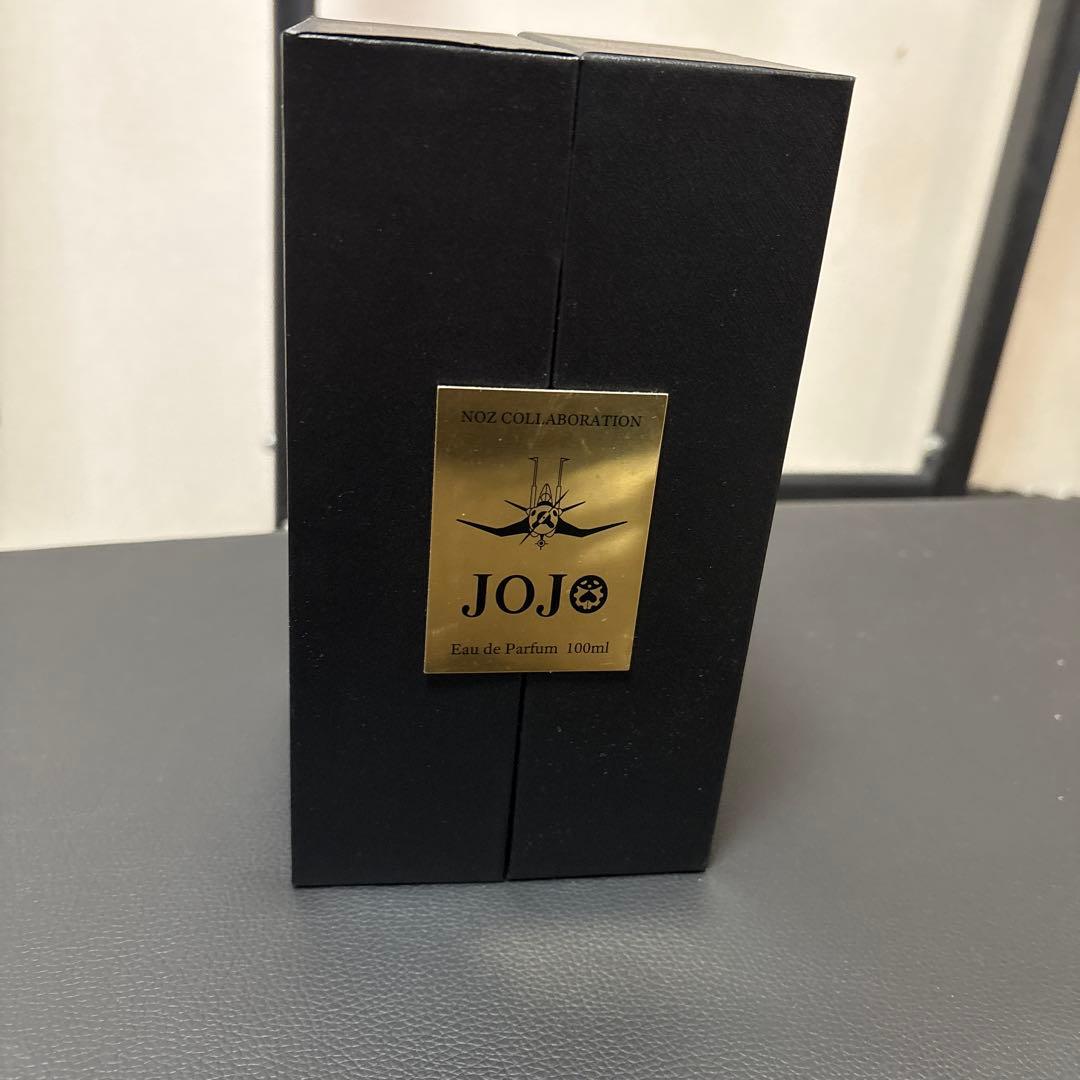 NOZ COLLABORATION
JOJO
Eau de Parfum 100ml